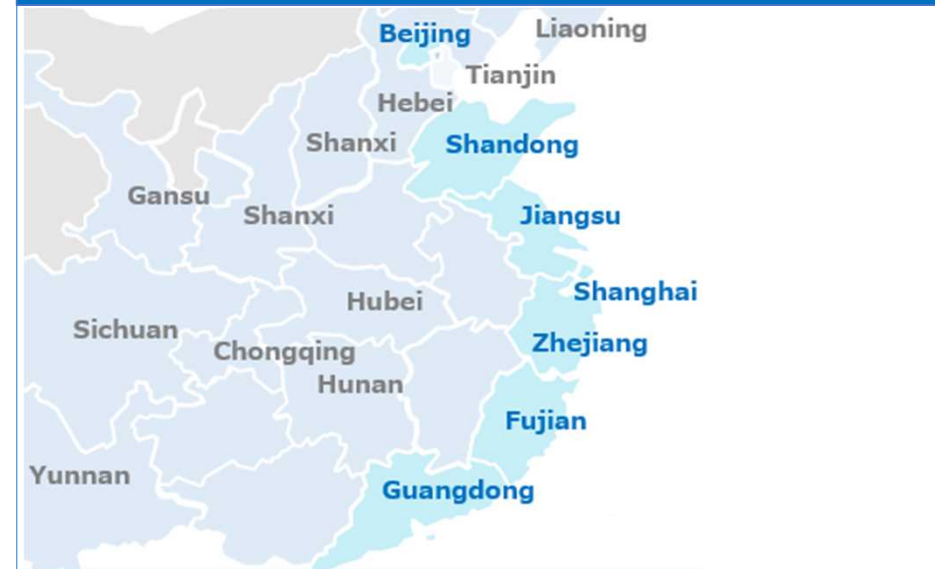 Beijing
Liaoning
Tianjin
Hebei
Shanxi
Shandong
Gansu
Shanxi
Jiangsu
Hubei
Shanghai
Sichuan
Chongqing
Zhejiang
Hunan
Fujian
Yunnan
Guangdong